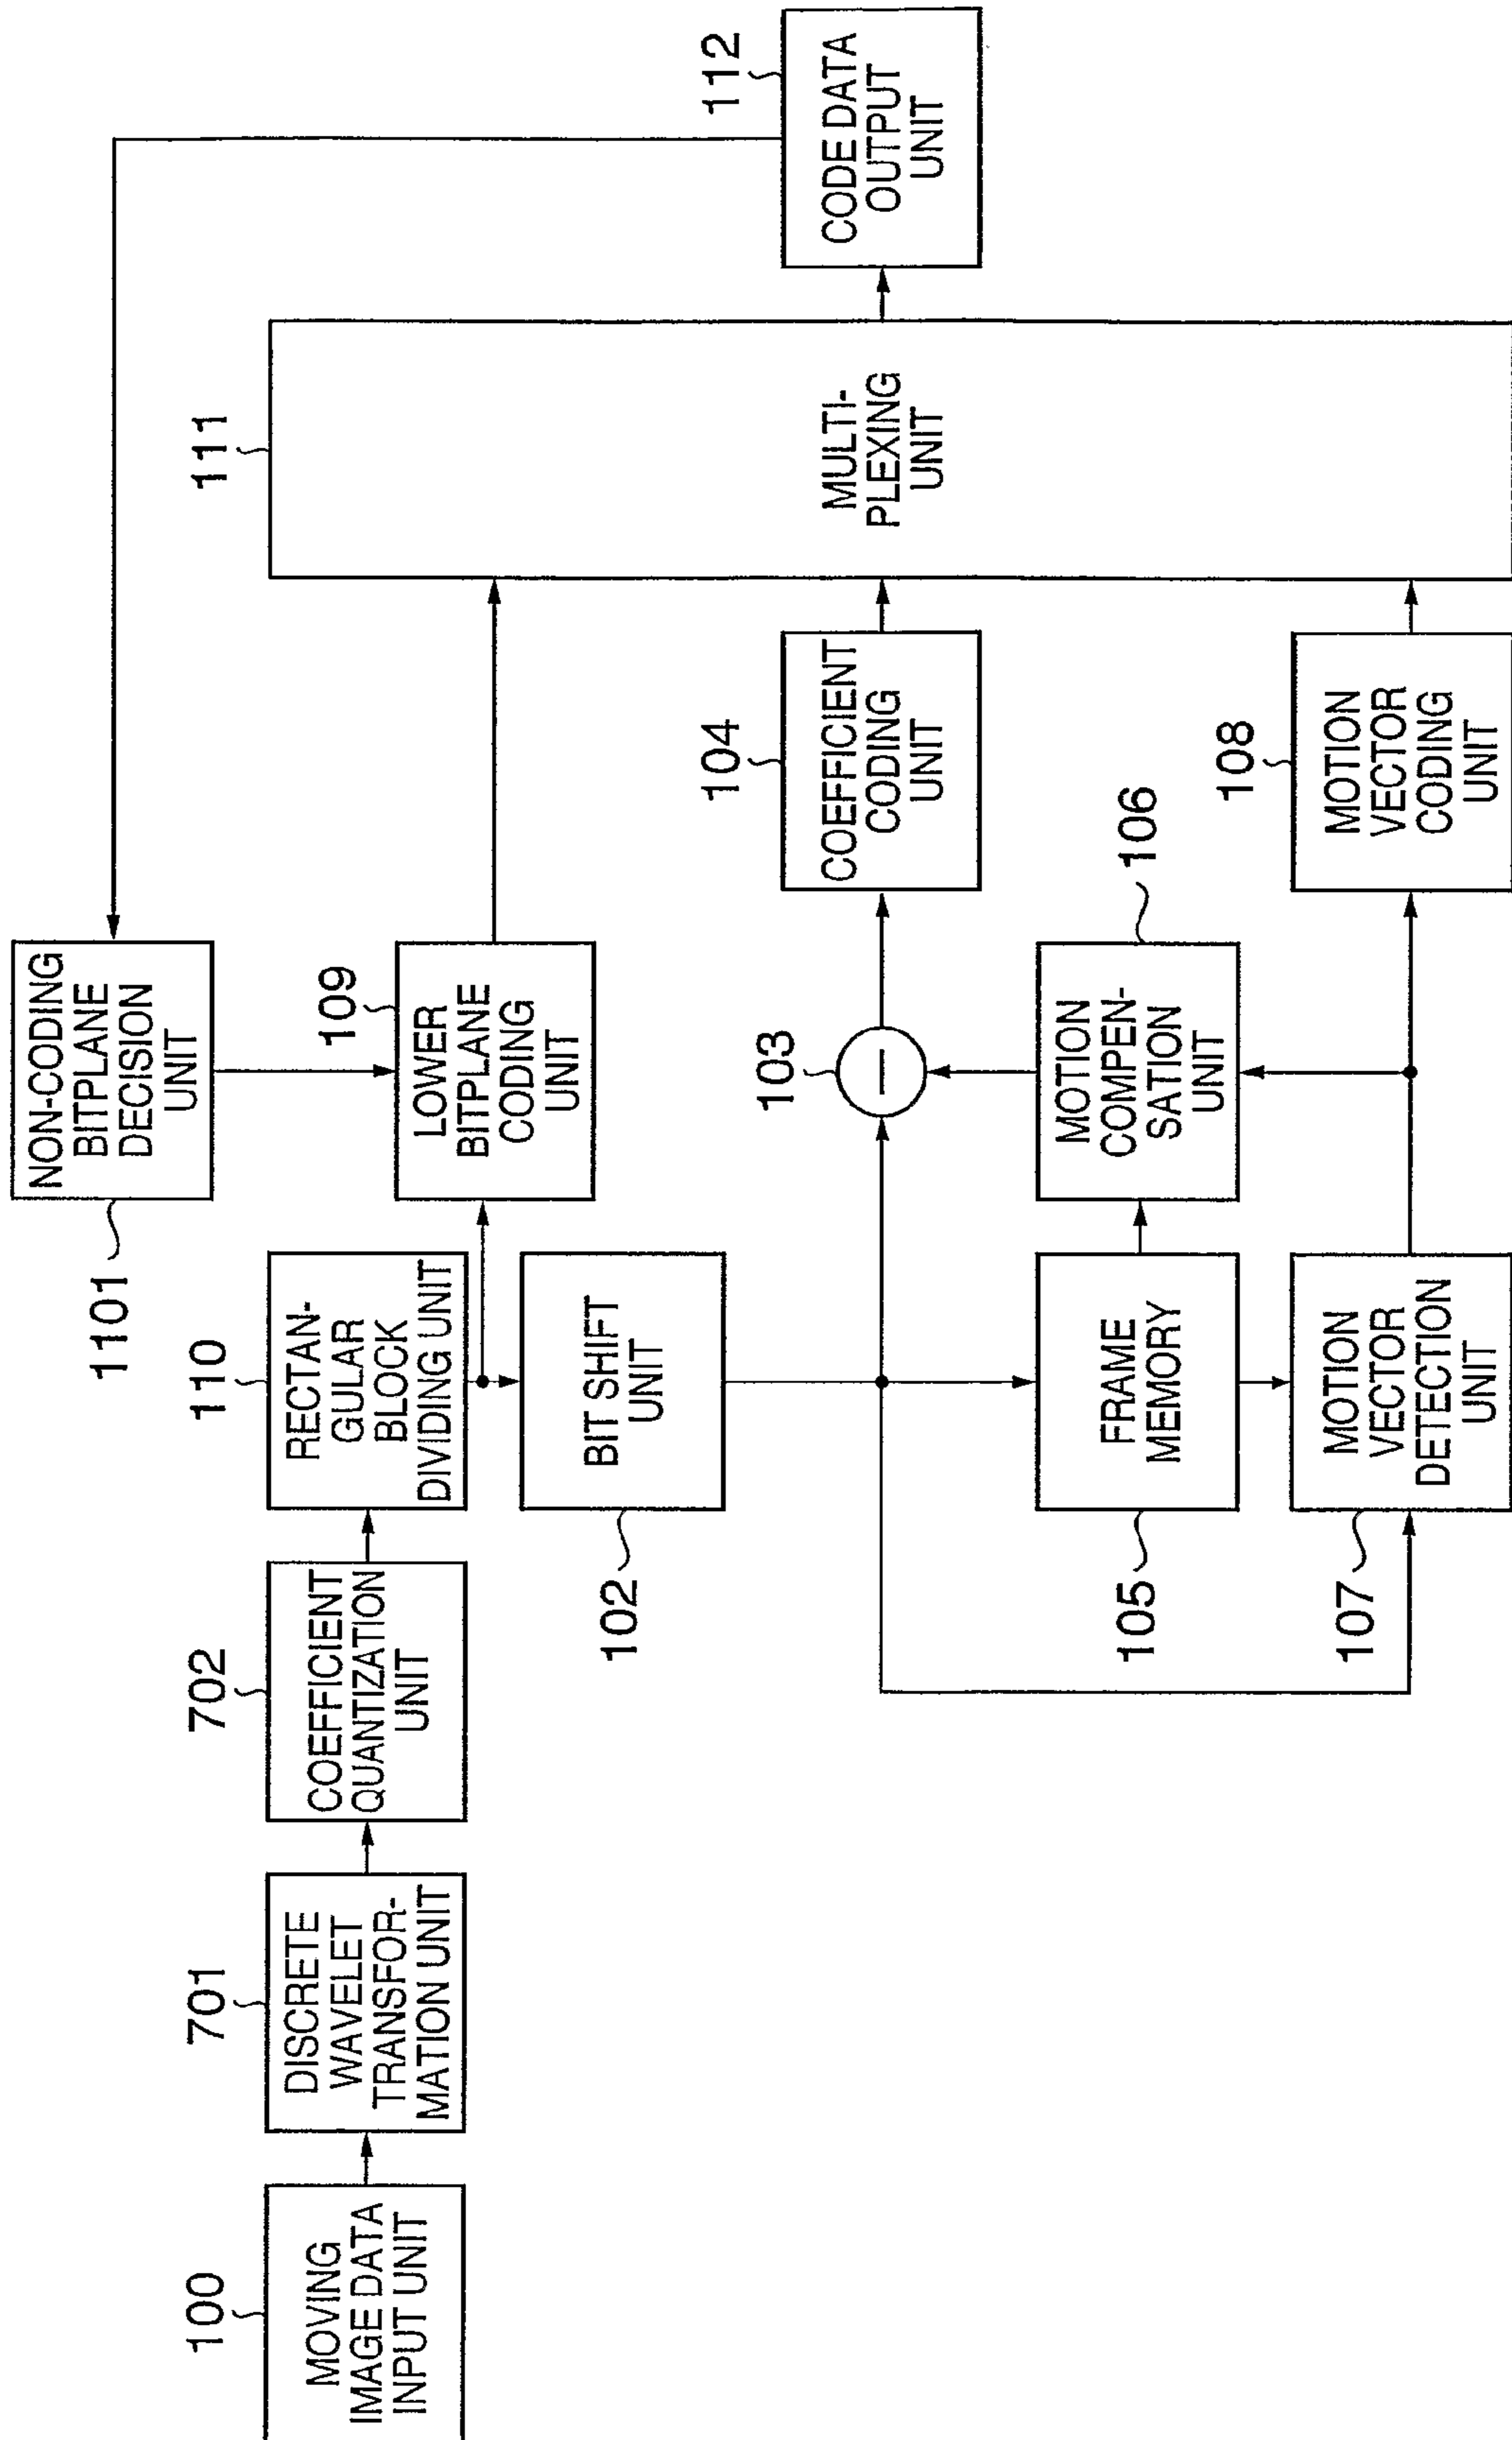 1101
NON-CODING
BITPLANE
DECISION
UNIT
100
MOVING
IMAGE DATA
INPUT UNIT
701
DISCRETE
WAVELET
TRANSFOR-
MATION UNIT
702
COEFFICIENT
QUANTIZATION
UNIT
110
RECTAN-
GULAR
BLOCK
DIVIDING UNIT
109
LOWER
BITPLANE
CODING
UNIT
111
MULTI-
PLEXING
UNIT
112
CODE DATA
OUTPUT
UNIT
102
BIT SHIFT
UNIT
103
−
104
COEFFICIENT
CODING
UNIT
105
FRAME
MEMORY
106
MOTION
COMPEN-
SATION
UNIT
107
MOTION
VECTOR
DETECTION
UNIT
108
MOTION
VECTOR
CODING
UNIT